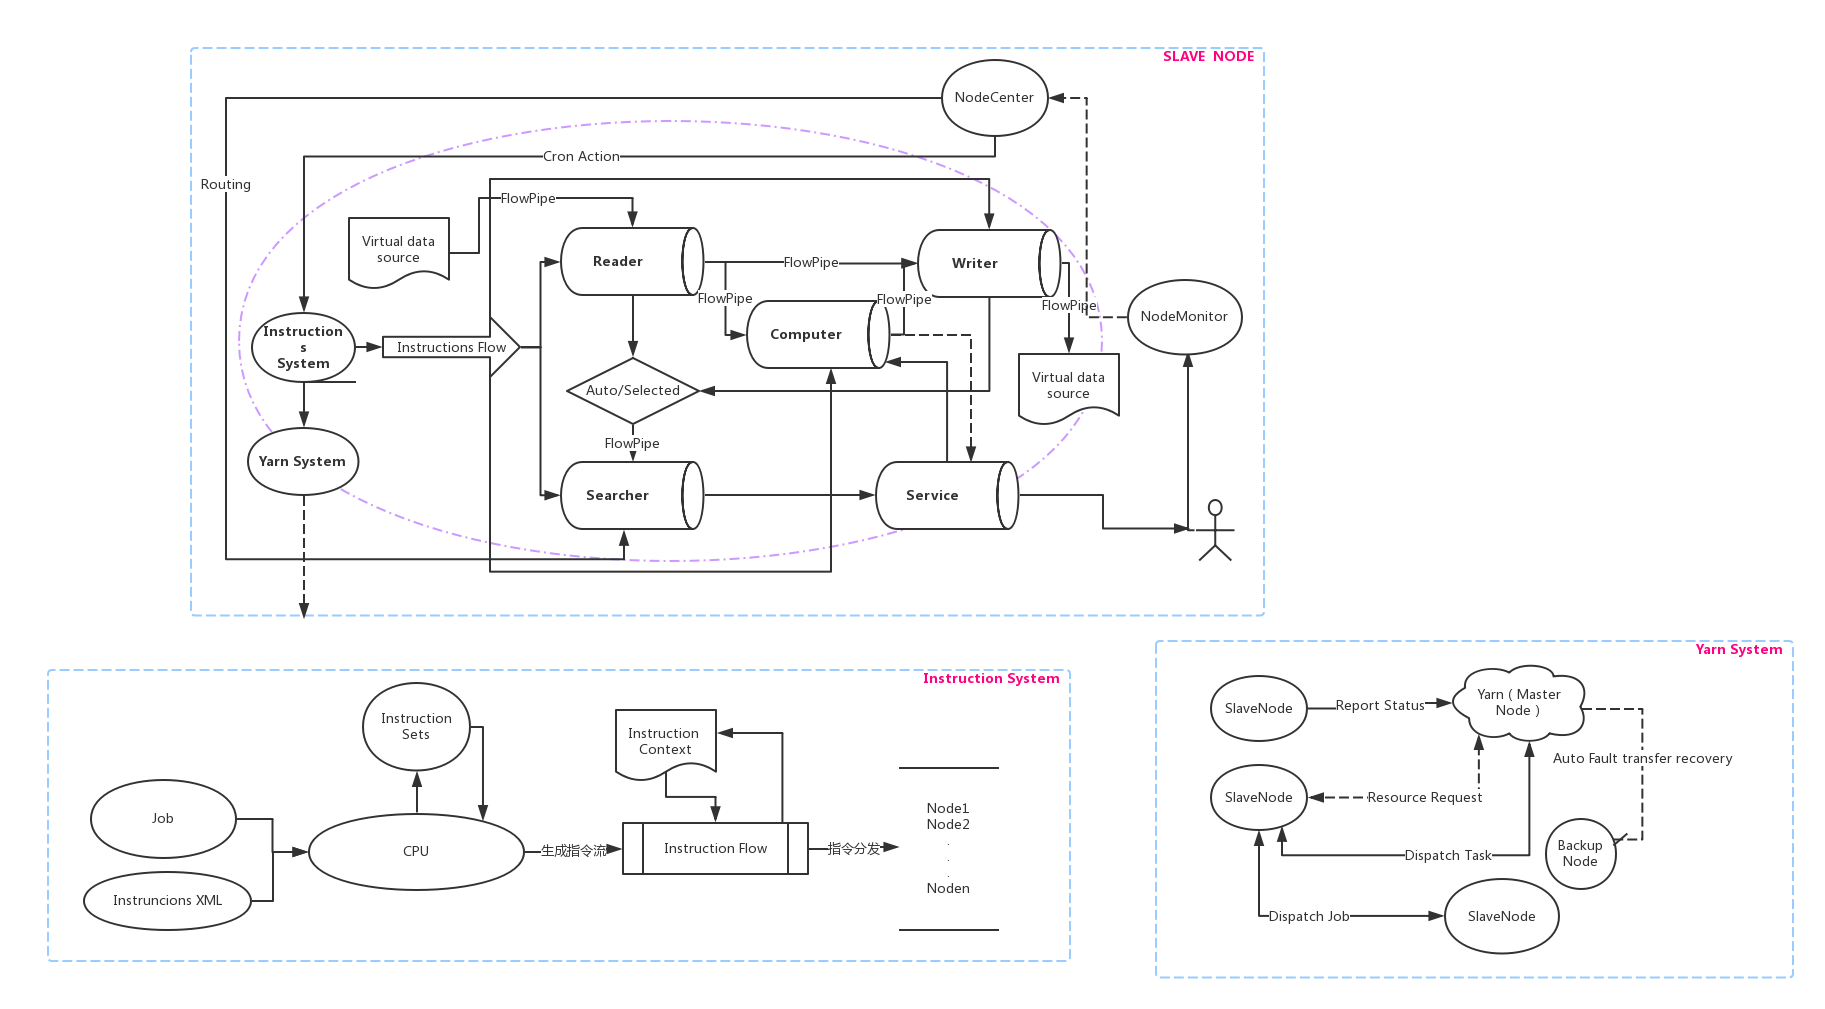 SLAVE NODE
NodeCenter
Cron Action
Routing
FlowPipe
Virtual data
source
Reader
FlowPipe
Writer
FlowPipe
FlowPipe
FlowPipe
NodeMonitor
Instruction
s
System
Instructions Flow
Computer
Auto/Selected
Virtual data
source
FlowPipe
Yarn System
Searcher
Service
Instruction System
Instruction
Sets
Instruction
Context
Job
CPU
Instruncions XML
生成指令流
Instruction Flow
指令分发
Node1
Node2
.
.
.
Noden
Yarn System
SlaveNode
Report Status
Yarn ( Master
Node )
Auto Fault transfer recovery
SlaveNode
Resource Request
Dispatch Task
Backup
Node
Dispatch Job
SlaveNode